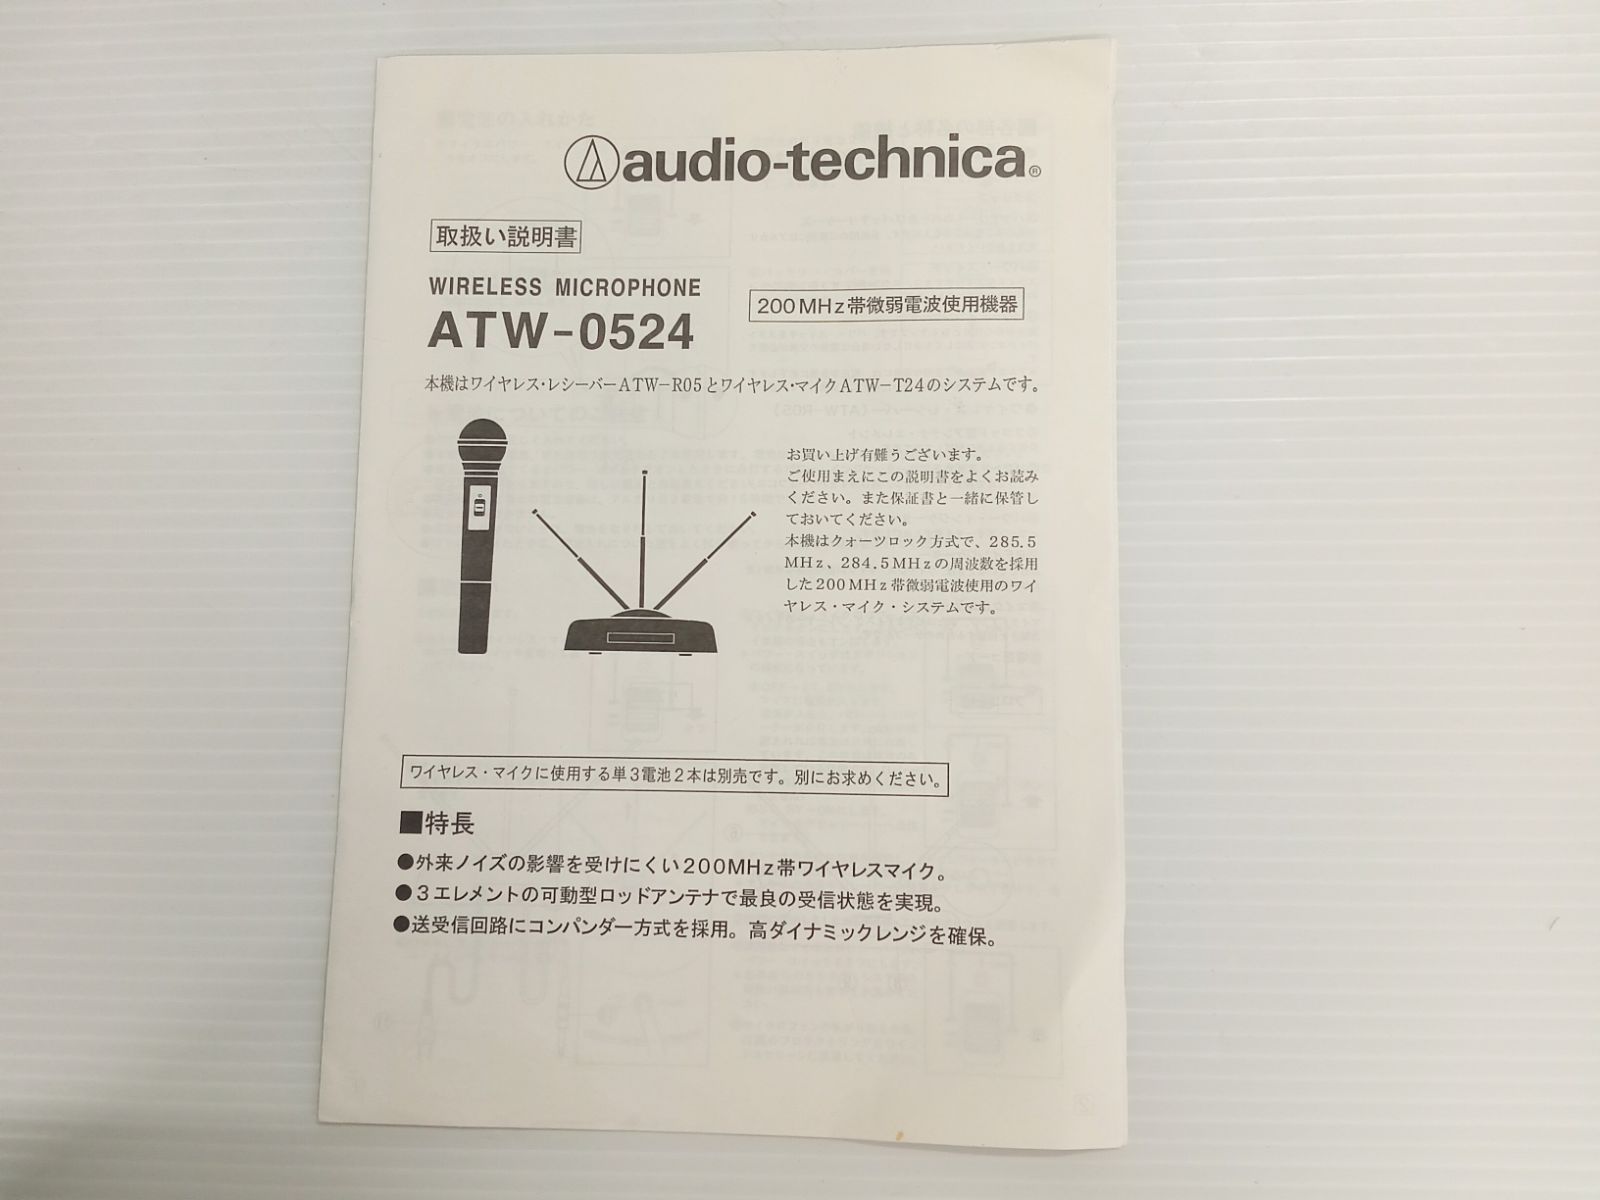 audio-technica®
取扱い説明書
WIRELESS MICROPHONE
ATW-0524
200MHz帯微弱電波使用機器
本機はワイヤレス・レシーバーATW-R05とワイヤレス・マイクATW-T24のシステムです。
お買い上げ有難うございます。
ご使用まえにこの説明書をよくお読み
ください。また保証書と一緒に保管し
ておいてください。
本機はクォーツロック方式で、285.5
MHz、284.5MHzの周波数を採用
した200MHz帯微弱電波使用のワイ
ヤレス・マイク・システムです。
ワイヤレス・マイクに使用する単3電池2本は別売です。別にお求めください。
■特長
●外来ノイズの影響を受けにくい200MHz帯ワイヤレスマイク。
●3エレメントの可動型ロッドアンテナで最良の受信状態を実現。
●送受信回路にコンパンダー方式を採用。高ダイナミックレンジを確保。